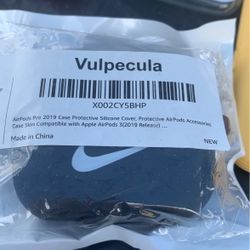 Vulpecula
X002CY5BHP
AirPods Pro 2019 Case Protective Silicone Cover, Protective AirPods Accessories
Case Skin Compatible with Apple AirPods 3(2019 Release) ...
Made in China
NEW